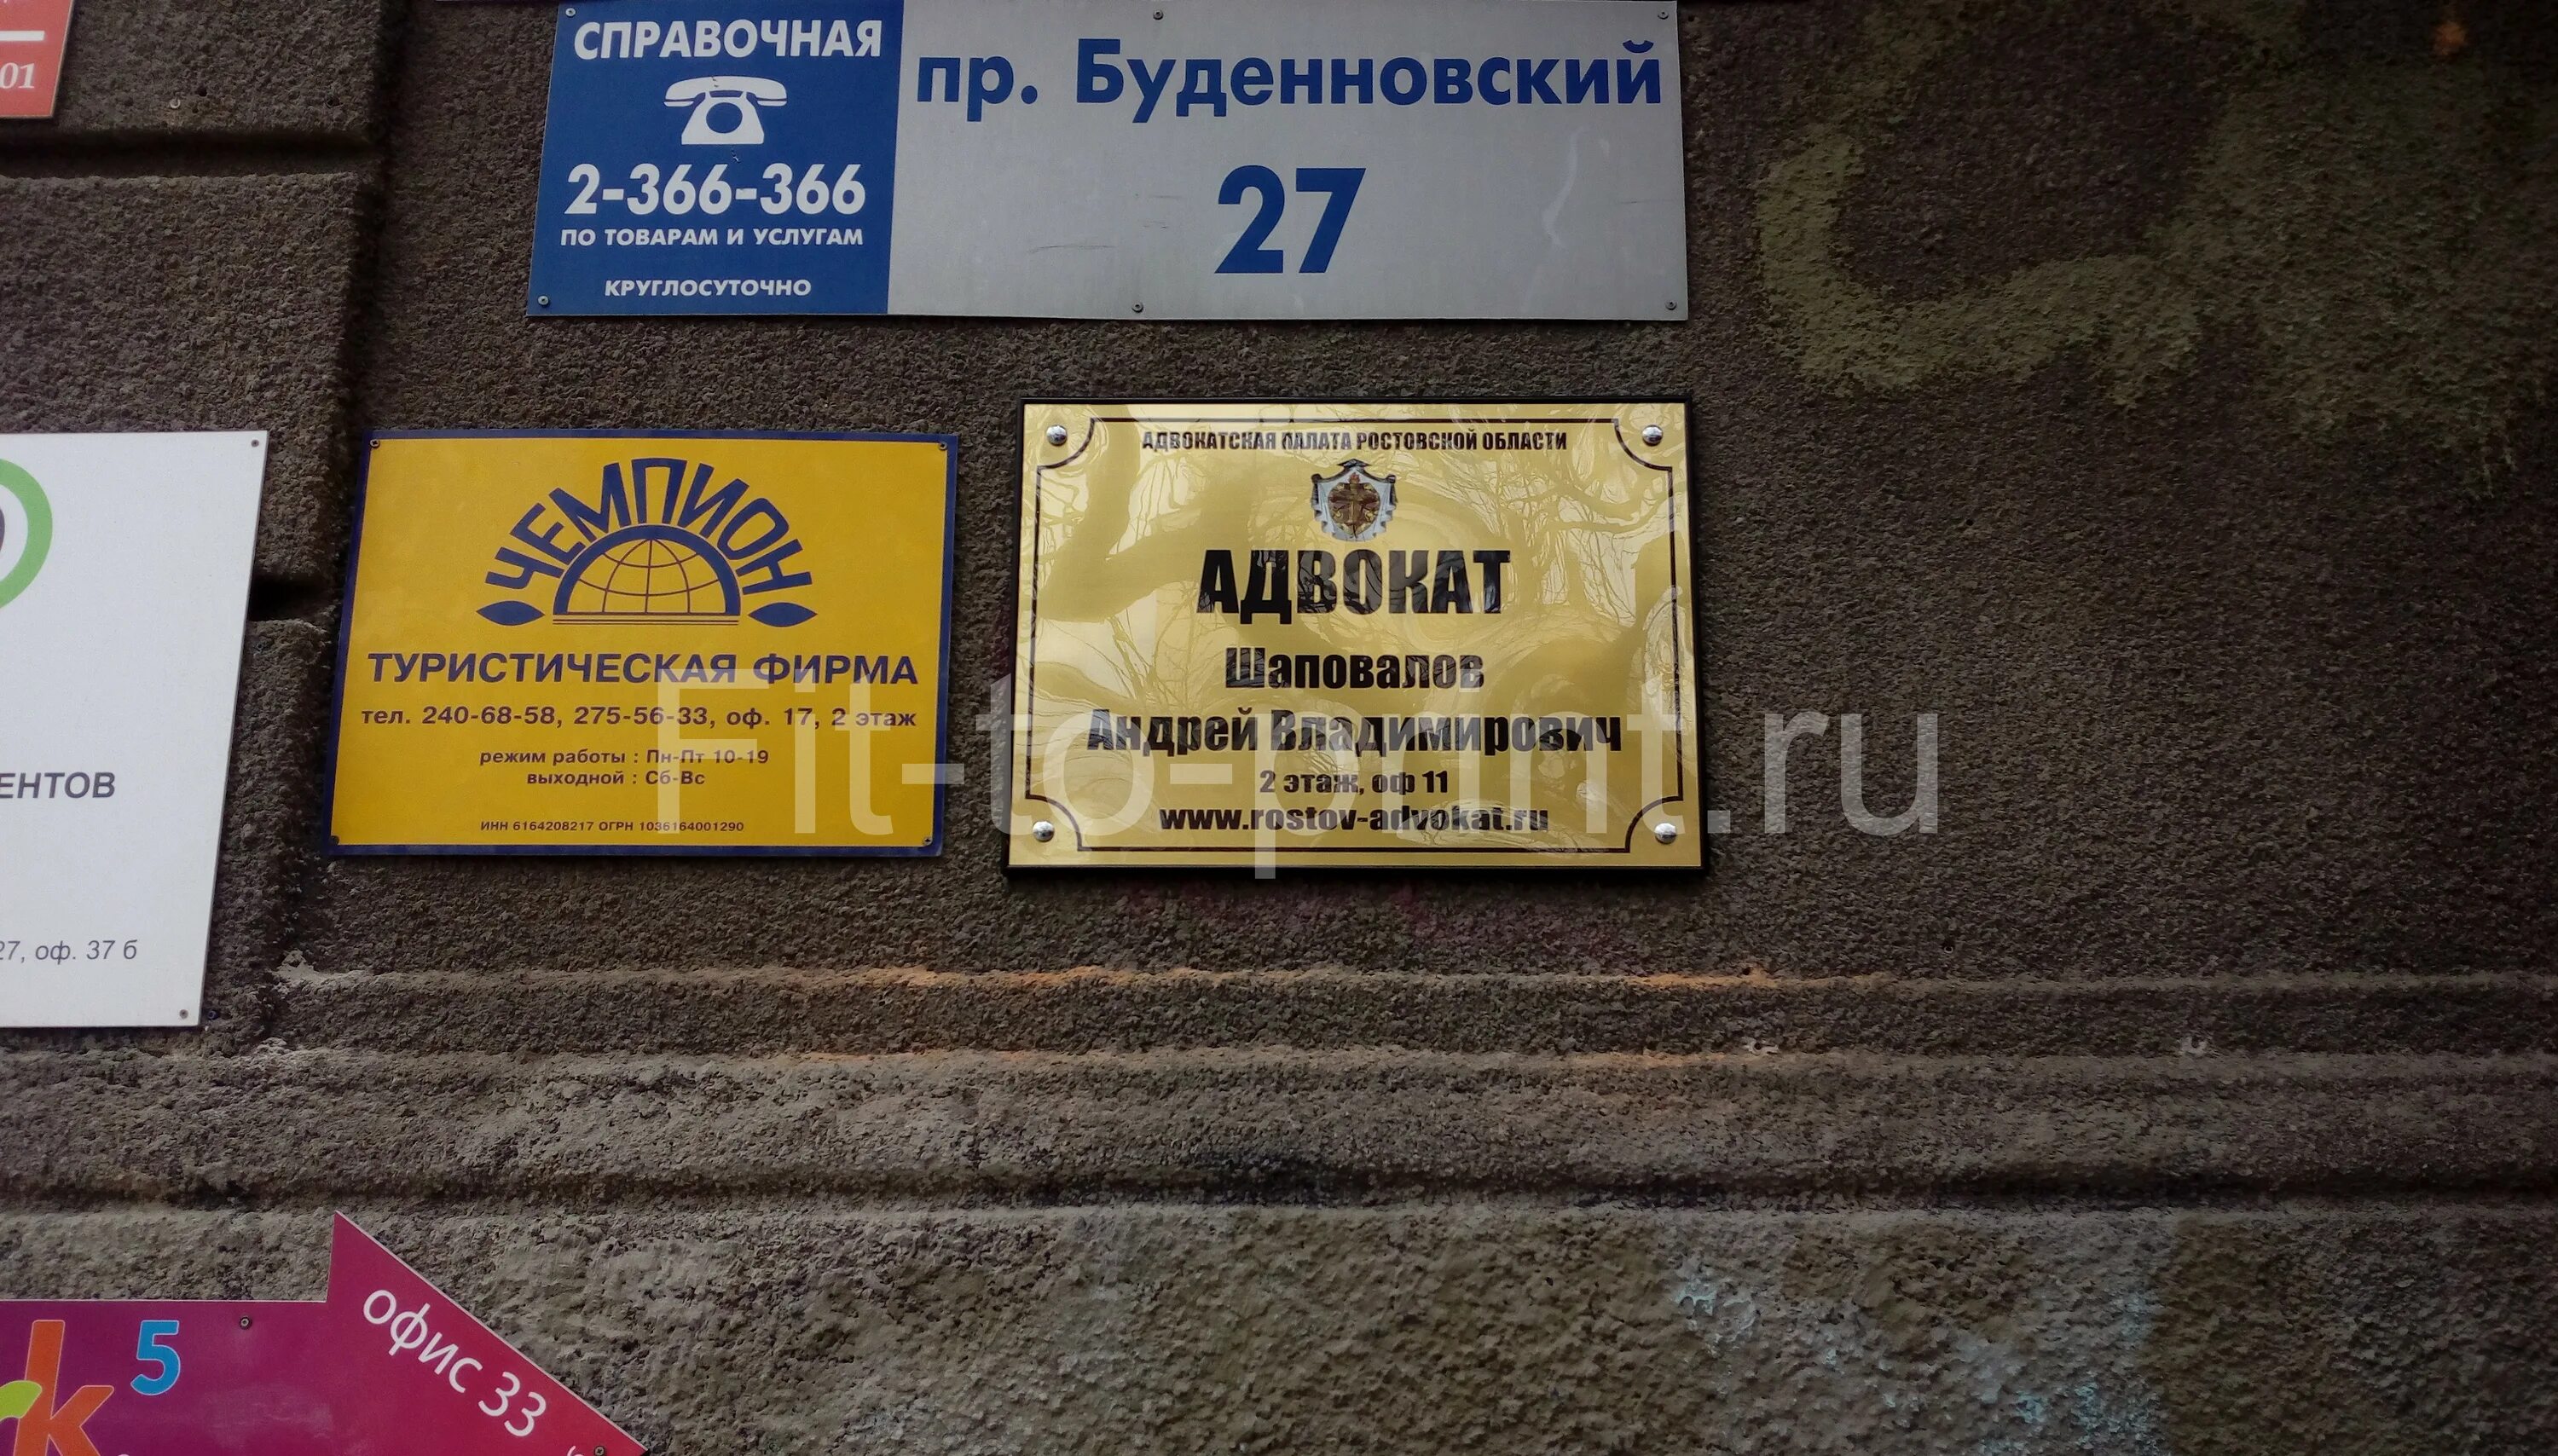 01
СПРАВОЧНАЯ
2-366-366
ПО ТОВАРАМ И УСЛУГАМ
КРУГЛОСУТОЧНО
пр. Буденновский
27
ЕНТОВ
27, оф. 37 б
ЧЕМПИОН
ТУРИСТИЧЕСКАЯ ФИРМА
тел. 240-68-58, 275-56-33, оф. 17, 2 этаж
режим работы : Пн-Пт 10-19
выходной : Сб-Вс
ИНН 6164208217 ОГРН 1036164001290
АДВОКАТСКАЯ ПАЛАТА РОСТОВСКОЙ ОБЛАСТИ
АДВОКАТ
Шаповалов
Андрей Владимирович
2 этаж, оф 11
www.rostov-advokat.ru
Fit-to-print.ru
k 5
офис 33